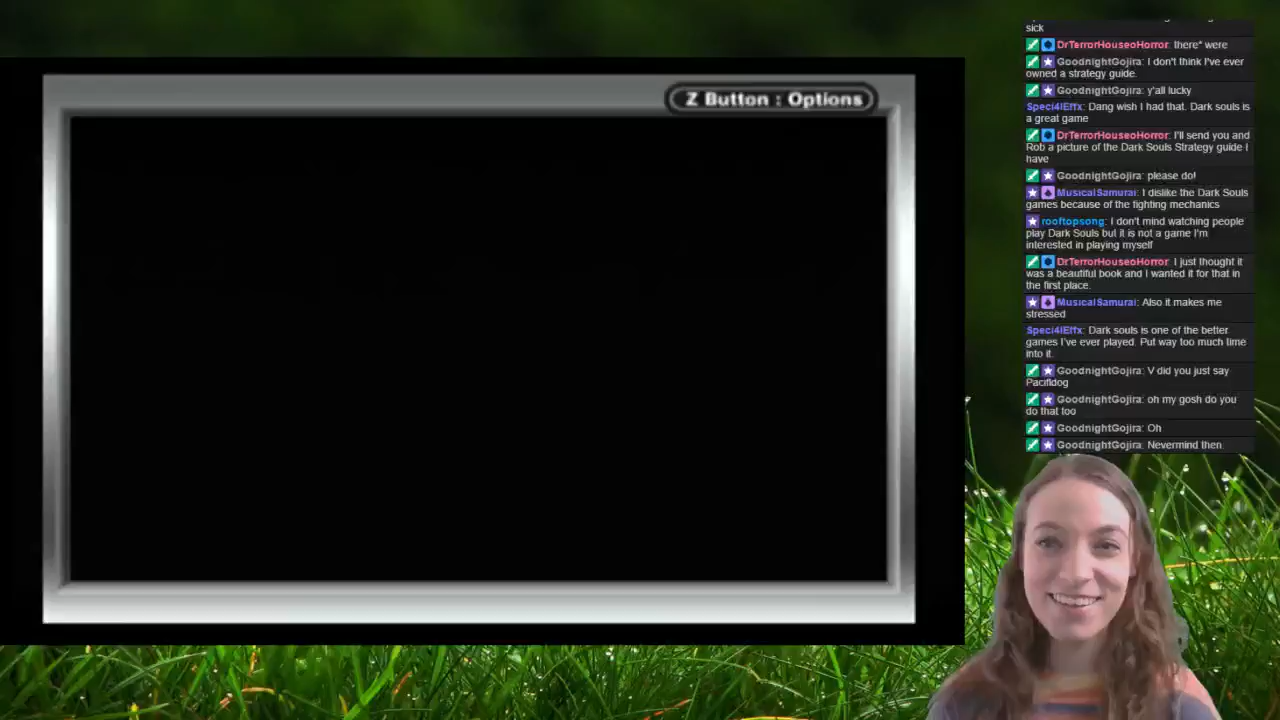 Z Button : Options
sick
DrTerrorHouseoHorror: there* were
GoodnightGojira: I don't think I've ever
owned a strategy guide.
GoodnightGojira: y'all lucky
Speci4lEffx: Dang wish I had that. Dark souls is
a great game
DrTerrorHouseoHorror: I'll send you and
Rob a picture of the Dark Souls Strategy guide I
have
GoodnightGojira: please do!
MusicalSamurai: I dislike the Dark Souls
games because of the fighting mechanics
rooftopsong: I don't mind watching people
play Dark Souls but it is not a game I'm
interested in playing myself
DrTerrorHouseoHorror: I just thought it
was a beautiful book and I wanted it for that in
the first place.
MusicalSamurai: Also it makes me
stressed
Speci4lEffx: Dark souls is one of the better
games I've ever played. Put way too much time
into it.
GoodnightGojira: V did you just say
Pacifidog
GoodnightGojira: oh my gosh do you
do that too
GoodnightGojira: Oh
GoodnightGojira: Nevermind then.